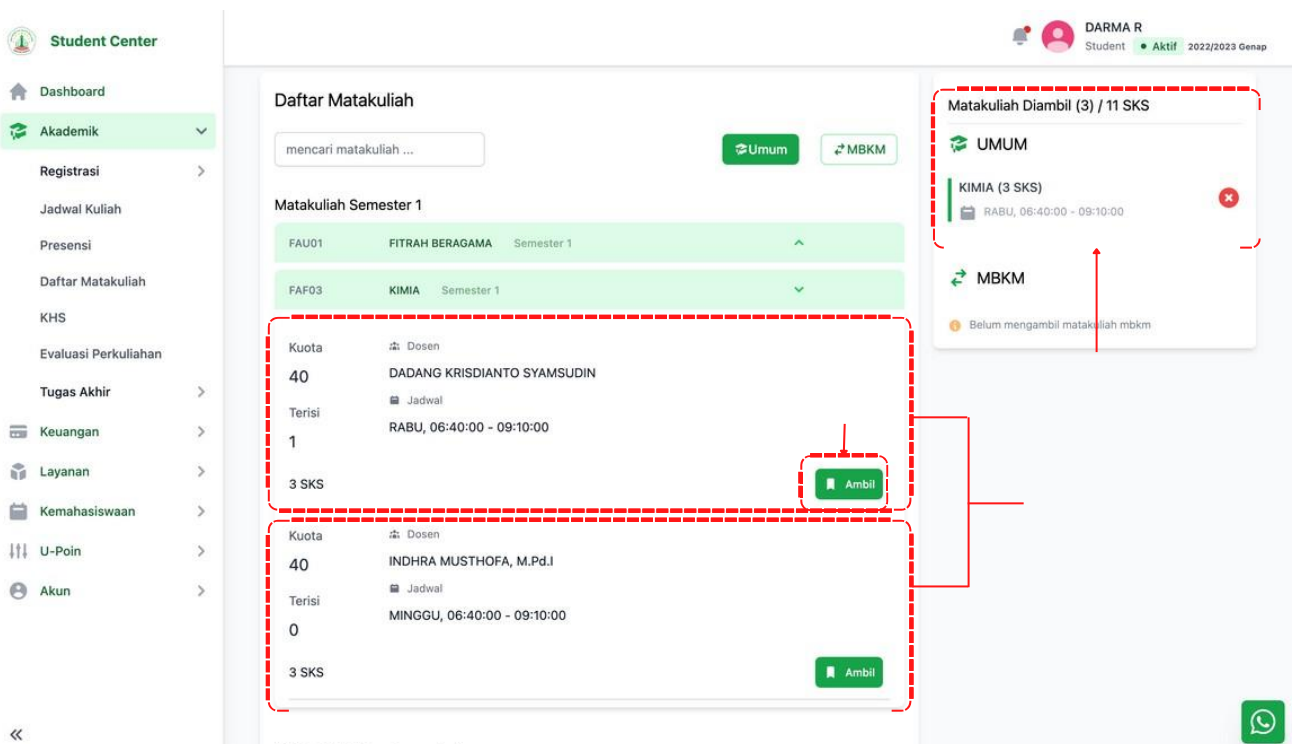 Student Center
DARMA R
Student • Aktif 2022/2023 Genap
Dashboard
Akademik
Registrasi
Jadwal Kuliah
Presensi
Daftar Matakuliah
KHS
Evaluasi Perkuliahan
Tugas Akhir
Keuangan
Layanan
Kemahasiswaan
U-Poin
Akun
Daftar Matakuliah
mencari matakuliah ...
Umum
MBKM
Matakuliah Semester 1
FAU01 FITRAH BERAGAMA Semester 1
FAF03 KIMIA Semester 1
Kuota
40
Terisi
1
3 SKS
Dosen
DADANG KRISDIANTO SYAMSUDIN
Jadwal
RABU, 06:40:00 - 09:10:00
Ambil
Kuota
40
Terisi
0
3 SKS
Dosen
INDHRA MUSTHOFA, M.Pd.I
Jadwal
MINGGU, 06:40:00 - 09:10:00
Ambil
Matakuliah Diambil (3) / 11 SKS
UMUM
KIMIA (3 SKS)
RABU, 06:40:00 - 09:10:00
MBKM
Belum mengambil matakuliah mbkm